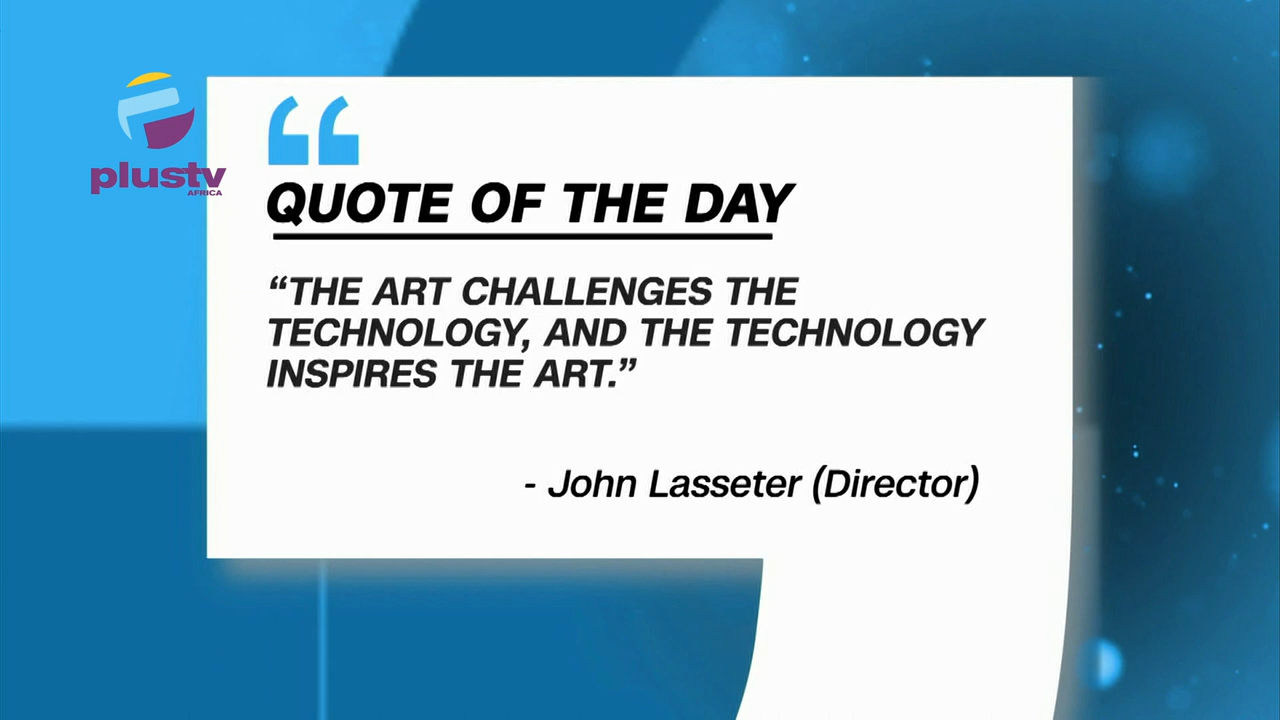 plustv
AFRICA
QUOTE OF THE DAY
“THE ART CHALLENGES THE
TECHNOLOGY, AND THE TECHNOLOGY
INSPIRES THE ART.”
- John Lasseter (Director)